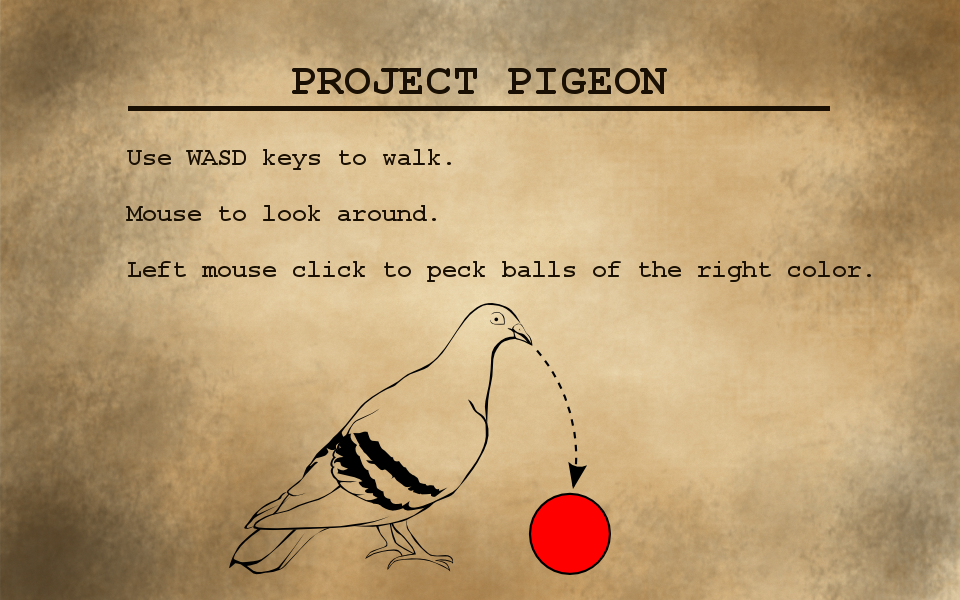 PROJECT PIGEON
Use WASD keys to walk.
Mouse to look around.
Left mouse click to peck balls of the right color.